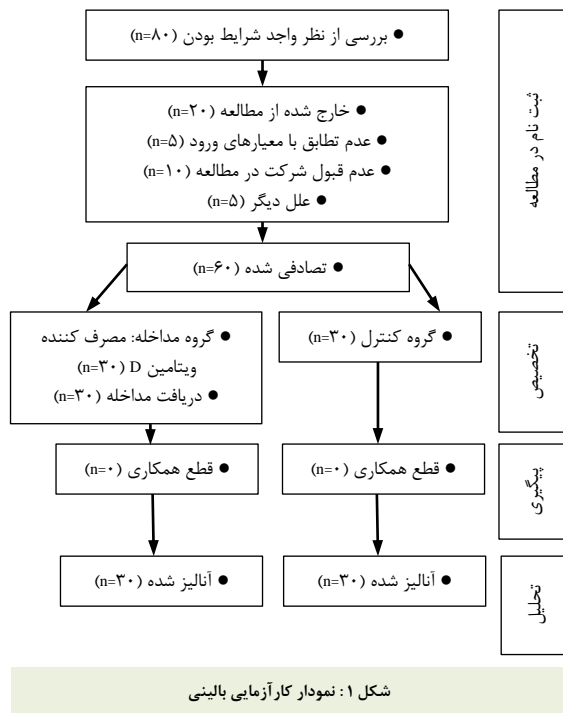 ● بررسی از نظر واجد شرایط بودن (n=۸۰)
● خارج شده از مطالعه (n=۲۰)
● عدم تطابق با معیارهای ورود (n=۵)
● عدم قبول شرکت در مطالعه (n=۱۰)
● علل دیگر (n=۵)
ثبت نام در مطالعه
● تصادفی شده (n=۶۰)
● گروه کنترل (n=۳۰)
● گروه مداخله: مصرف کننده
ویتامین D (n=۳۰)
● دریافت مداخله (n=۳۰)
تخصیص
● قطع همکاری (n=۰)
● قطع همکاری (n=۰)
پیگیری
● آنالیز شده (n=۳۰)
● آنالیز شده (n=۳۰)
تحلیل
شکل ۱: نمودار کارآزمایی بالینی